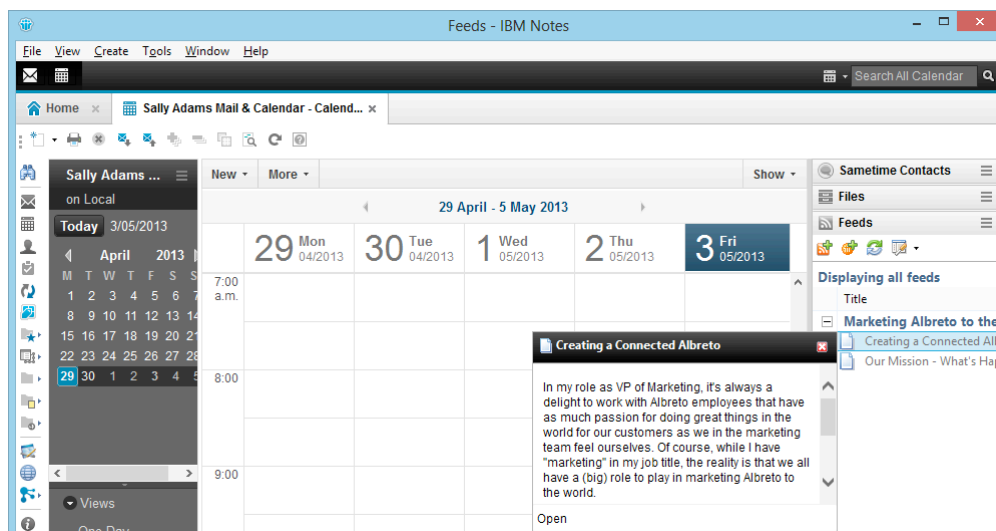 Feeds - IBM Notes
File View Create Tools Window Help
Search All Calendar
Home
Sally Adams Mail & Calendar - Calend...
Sally Adams ...
on Local
Today 3/05/2013
April 2013
M T W T F S S
1 2 3 4 5 6 7
8 9 10 11 12 13 14
15 16 17 18 19 20 21
22 23 24 25 26 27 28
29 30 1 2 3 4 5
Views
One Day
New More Show
29 April - 5 May 2013
29 Mon 04/2013
30 Tue 04/2013
1 Wed 05/2013
2 Thu 05/2013
3 Fri 05/2013
7:00
a.m.
8:00
9:00
Creating a Connected Albreto
In my role as VP of Marketing, it's always a
delight to work with Albreto employees that have
as much passion for doing great things in the
world for our customers as we in the marketing
team feel ourselves. Of course, while I have
"marketing" in my job title, the reality is that we all
have a (big) role to play in marketing Albreto to
the world.
Open
Sametime Contacts
Files
Feeds
Displaying all feeds
Title
Marketing Albreto to the
Creating a Connected Al
Our Mission - What's Ha